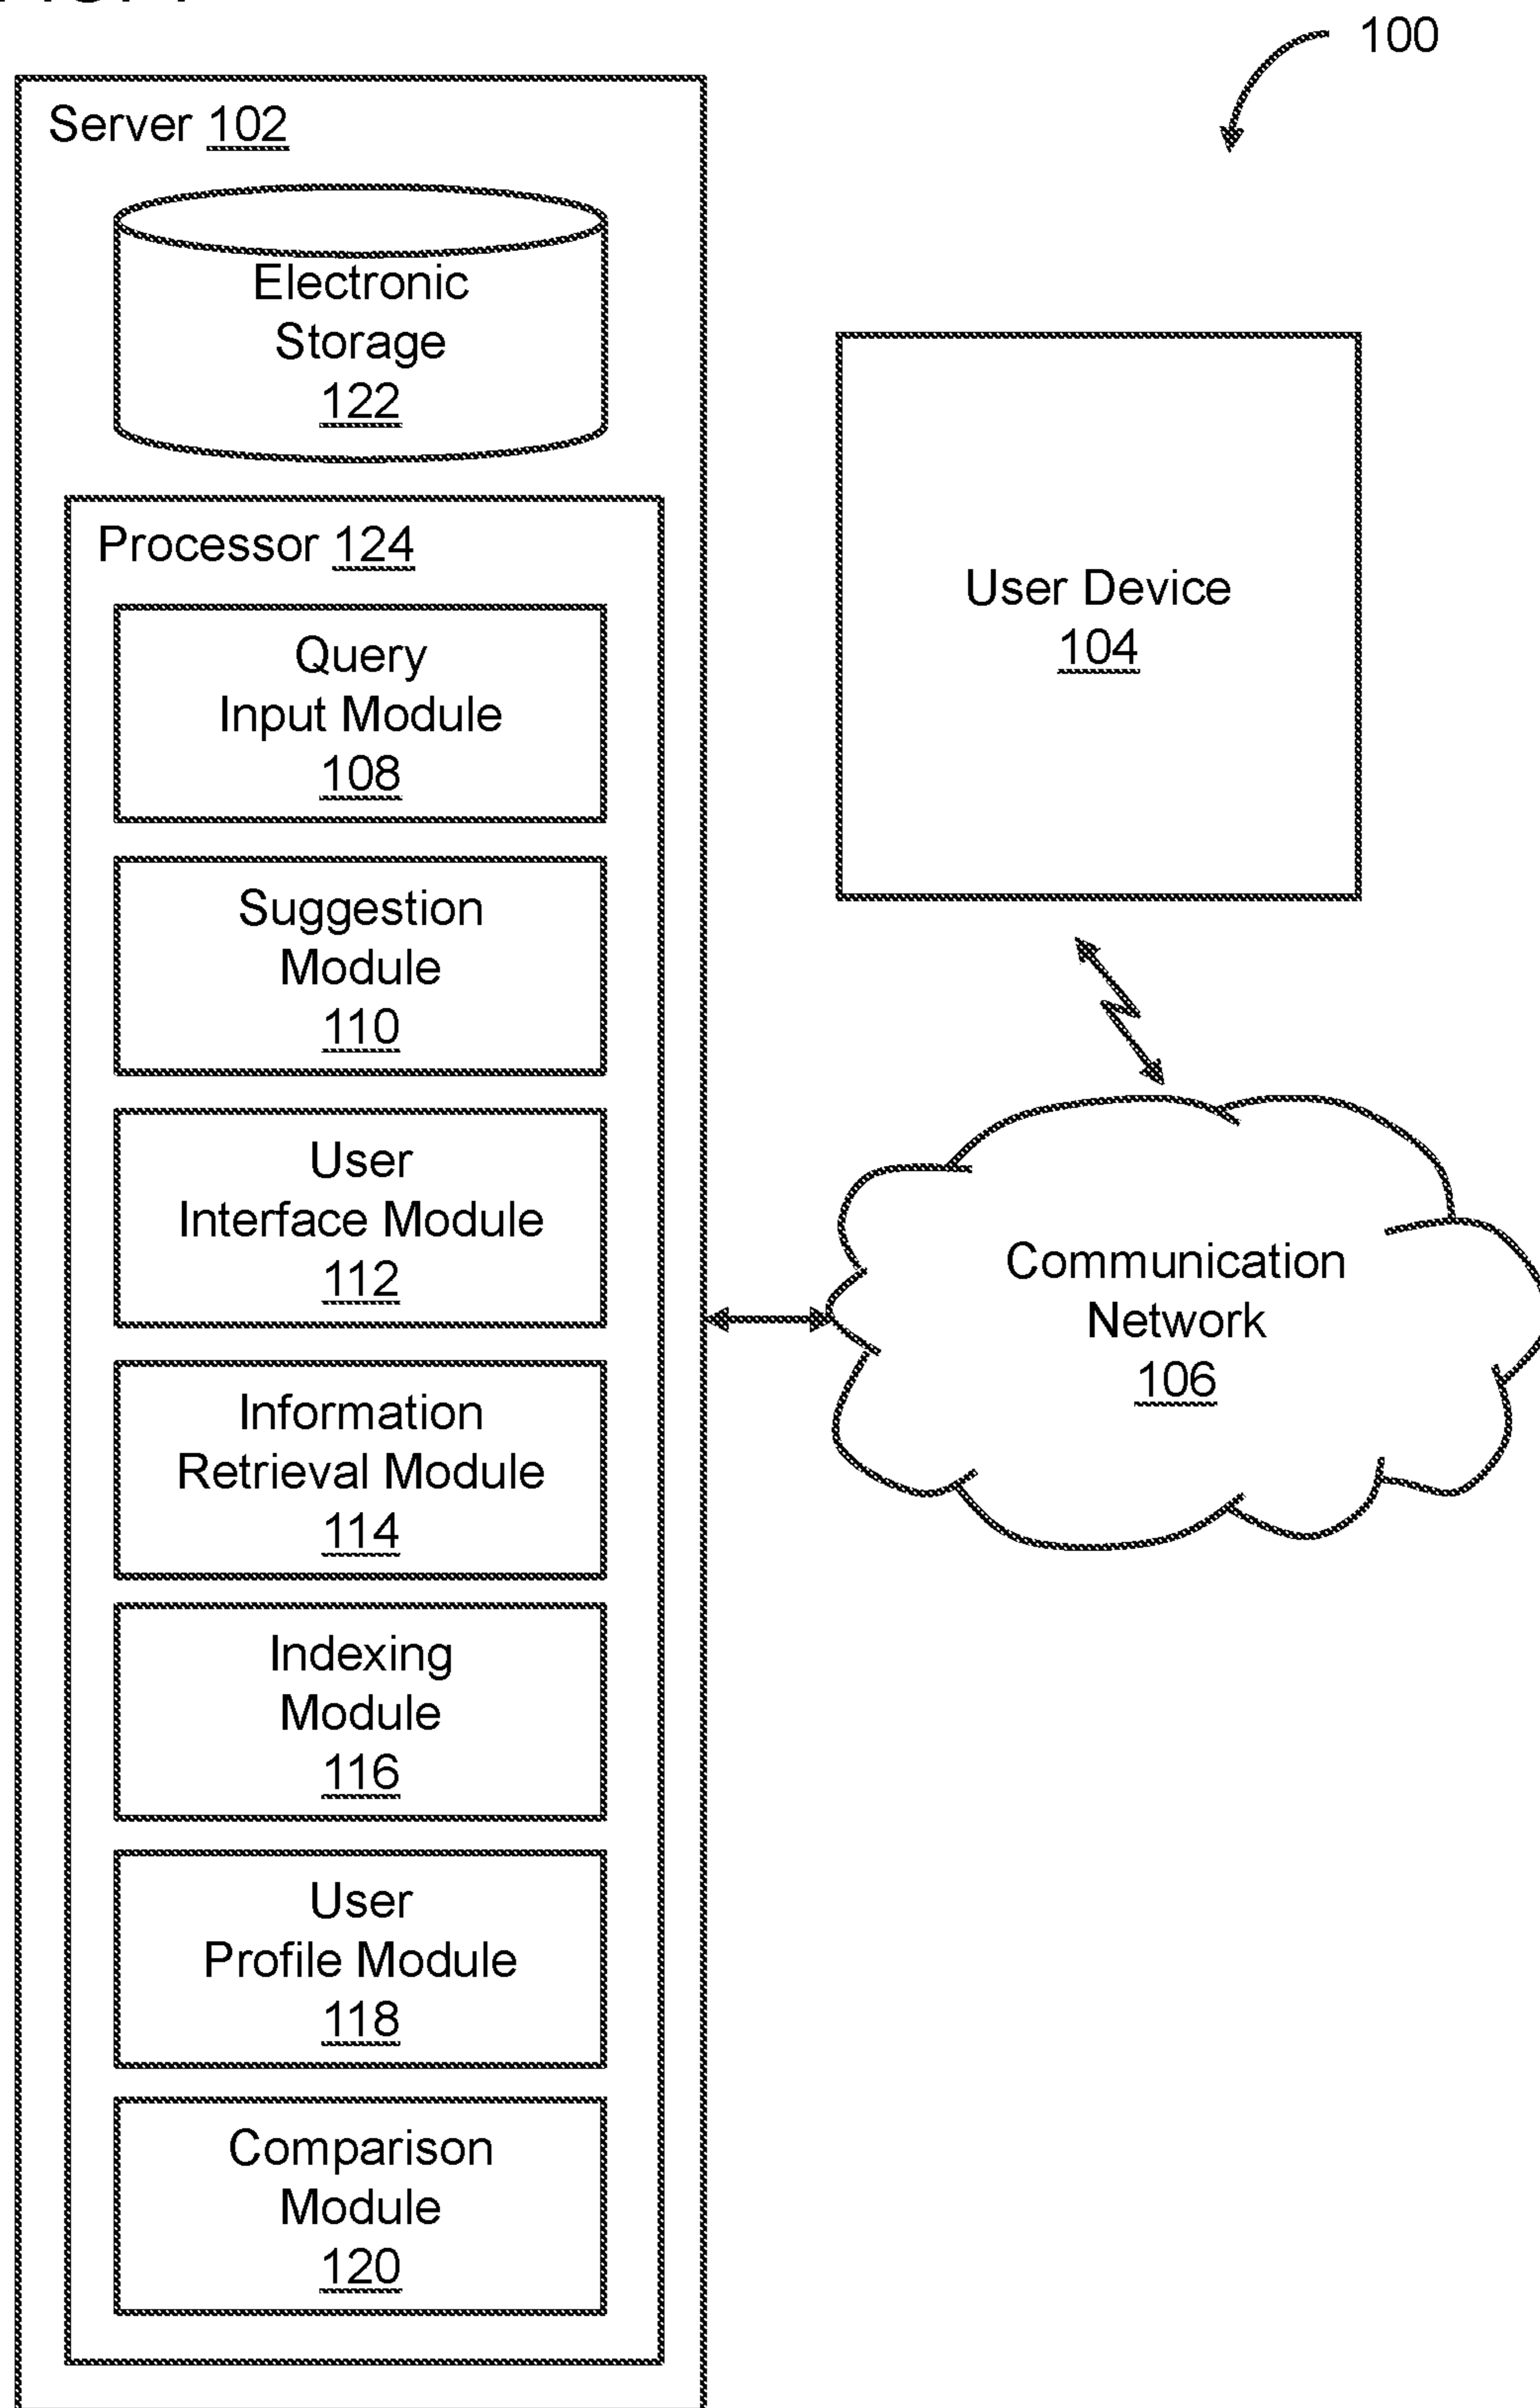 100
Server 102
Electronic
Storage
122
Processor 124
Query
Input Module
108
Suggestion
Module
110
User
Interface Module
112
Information
Retrieval Module
114
Indexing
Module
116
User
Profile Module
118
Comparison
Module
120
User Device
104
Communication
Network
106